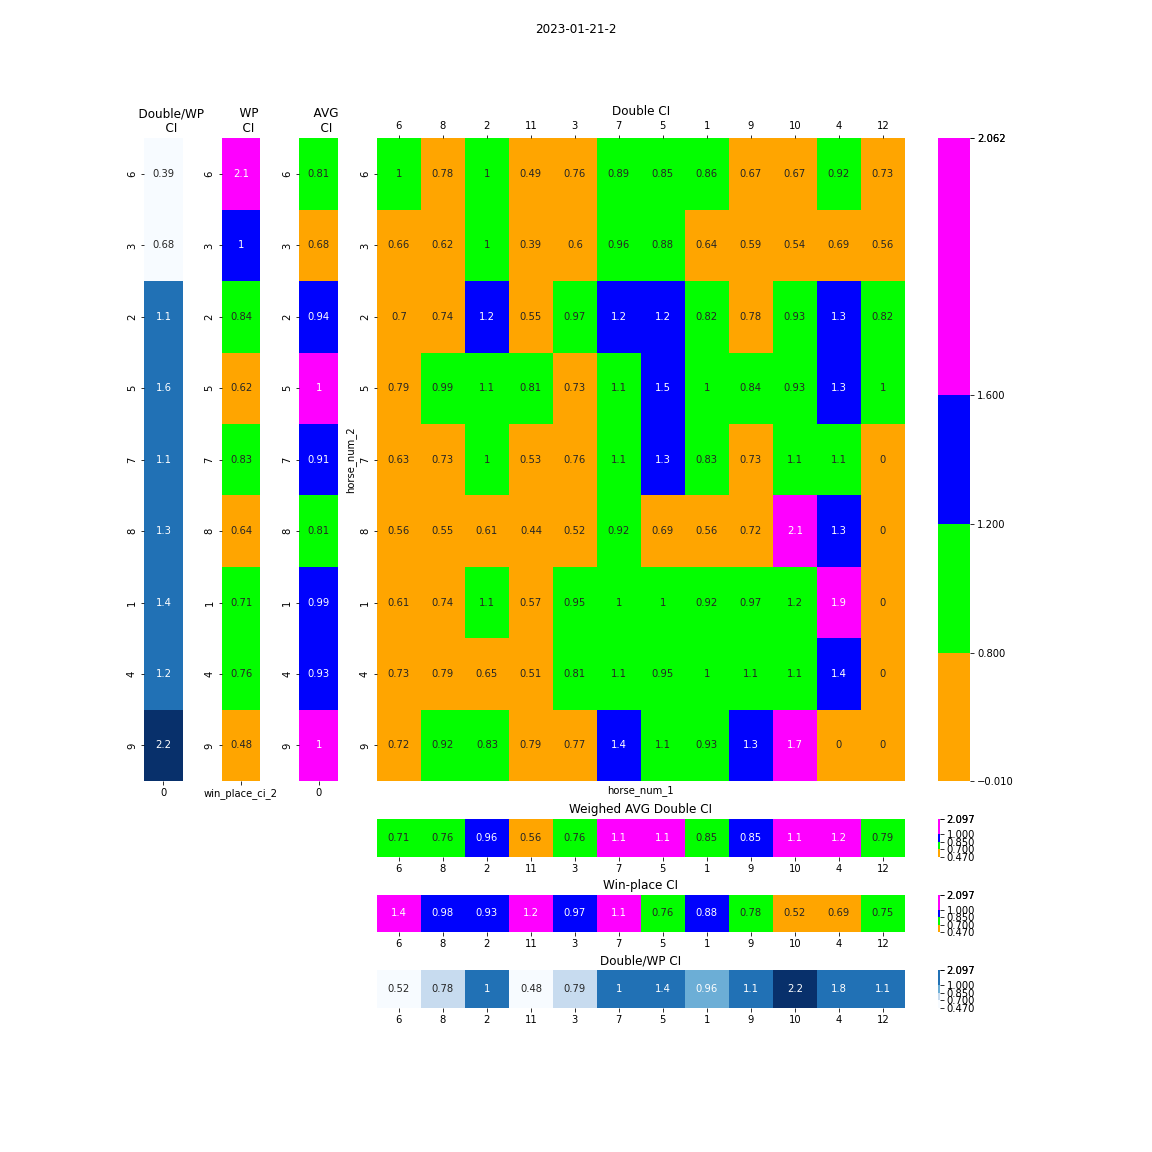 2023-01-21-2
Double/WP CI
WP CI
AVG CI
Double CI
6 8 2 11 3 7 5 1 9 10 4 12
2.062
6 0.39 6 2.1 6 0.81 6 1 0.78 1 0.49 0.76 0.89 0.85 0.86 0.67 0.67 0.92 0.73
3 0.68 3 1 3 0.68 3 0.66 0.62 1 0.39 0.6 0.96 0.88 0.64 0.59 0.54 0.69 0.56
2 1.1 2 0.84 2 0.94 2 0.7 0.74 1.2 0.55 0.97 1.2 1.2 0.82 0.78 0.93 1.3 0.82
5 1.6 5 0.62 5 1 5 0.79 0.99 1.1 0.81 0.73 1.1 1.5 1 0.84 0.93 1.3 1
1.600
horse_num_2
7 1.1 7 0.83 7 0.91 7 0.63 0.73 1 0.53 0.76 1.1 1.3 0.83 0.73 1.1 1.1 0
1.200
8 1.3 8 0.64 8 0.81 8 0.56 0.55 0.61 0.44 0.52 0.92 0.69 0.56 0.72 2.1 1.3 0
1 1.4 1 0.71 1 0.99 1 0.61 0.74 1.1 0.57 0.95 1 1 0.92 0.97 1.2 1.9 0
0.800
4 1.2 4 0.76 4 0.93 4 0.73 0.79 0.65 0.51 0.81 1.1 0.95 1 1.1 1.1 1.4 0
9 2.2 9 0.48 9 1 9 0.72 0.92 0.83 0.79 0.77 1.4 1.1 0.93 1.3 1.7 0 0
−0.010
0 win_place_ci_2 0 horse_num_1
Weighed AVG Double CI
0.71 0.76 0.96 0.56 0.76 1.1 1.1 0.85 0.85 1.1 1.2 0.79
6 8 2 11 3 7 5 1 9 10 4 12
2.097
1.000
0.850
0.700
0.470
Win-place CI
1.4 0.98 0.93 1.2 0.97 1.1 0.76 0.88 0.78 0.52 0.69 0.75
6 8 2 11 3 7 5 1 9 10 4 12
2.097
1.000
0.850
0.700
0.470
Double/WP CI
0.52 0.78 1 0.48 0.79 1 1.4 0.96 1.1 2.2 1.8 1.1
6 8 2 11 3 7 5 1 9 10 4 12
2.097
1.000
0.850
0.700
0.470